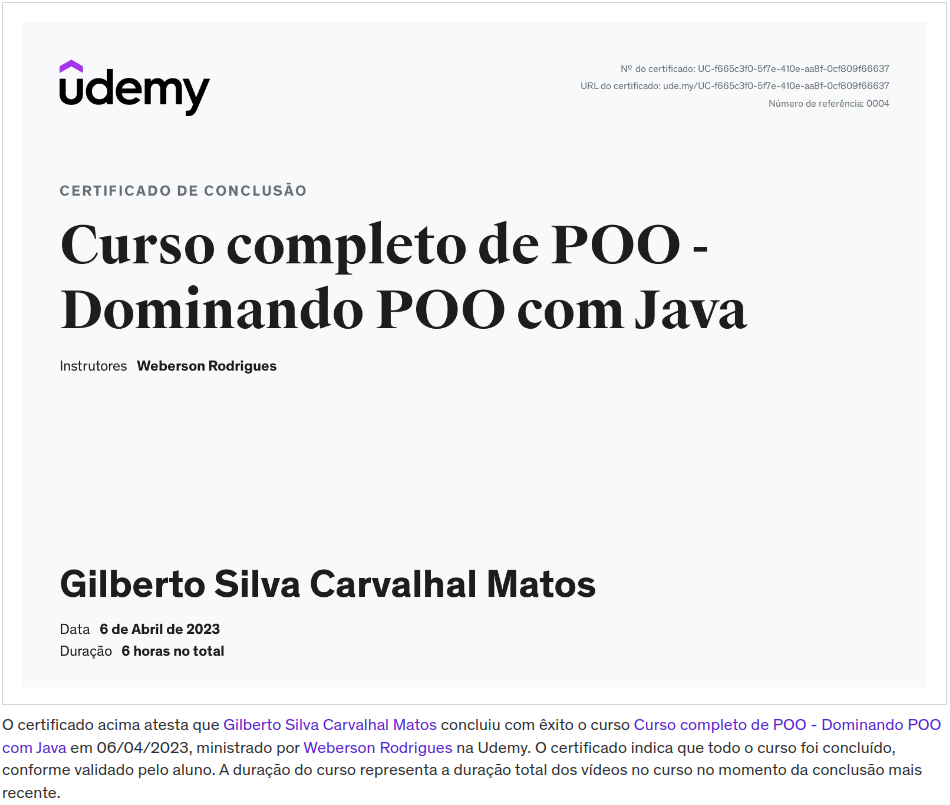 udemy
Nº do certificado: UC-f665c3f0-5f7e-410e-aa8f-0cf809f66637
URL do certificado: ude.my/UC-f665c3f0-5f7e-410e-aa8f-0cf809f66637
Número de referência: 0004
CERTIFICADO DE CONCLUSÃO
Curso completo de POO -
Dominando POO com Java
Instrutores Weberson Rodrigues
Gilberto Silva Carvalhal Matos
Data 6 de Abril de 2023
Duração 6 horas no total
O certificado acima atesta que Gilberto Silva Carvalhal Matos concluiu com êxito o curso Curso completo de POO - Dominando POO
com Java em 06/04/2023, ministrado por Weberson Rodrigues na Udemy. O certificado indica que todo o curso foi concluído,
conforme validado pelo aluno. A duração do curso representa a duração total dos vídeos no curso no momento da conclusão mais
recente.